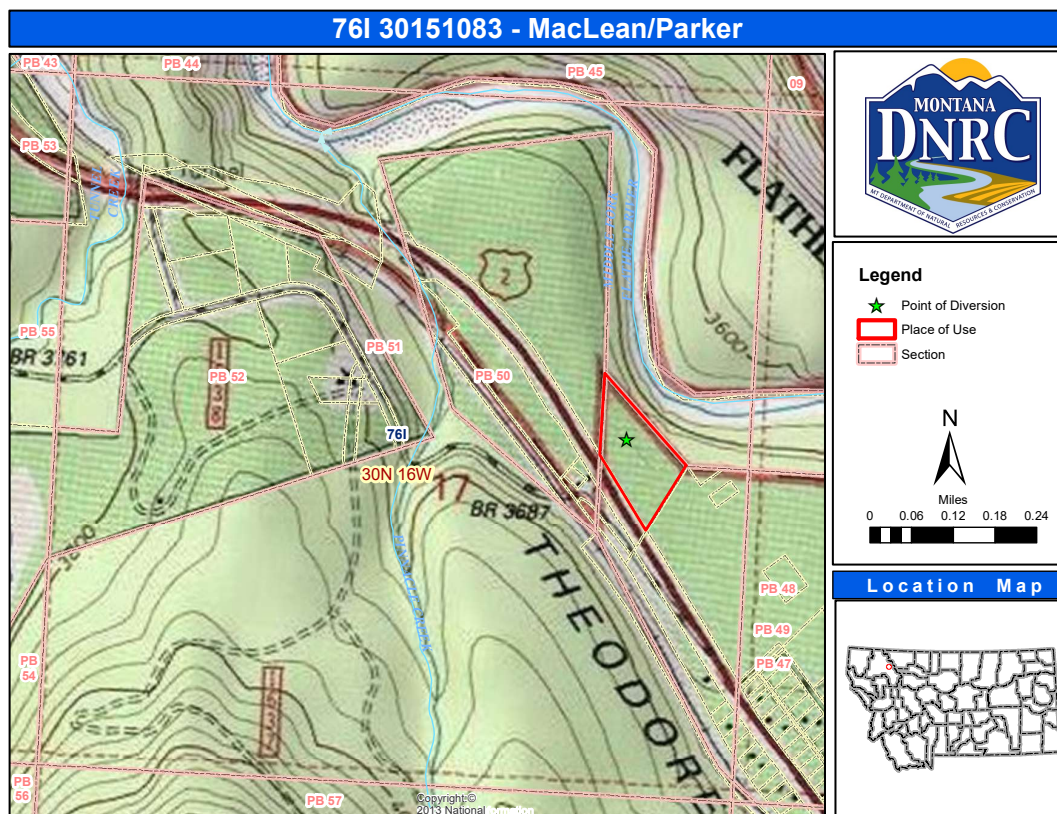 76I 30151083 - MacLean/Parker
PB 43
PB 44
PB 45
09
PB 53
FLATHE
2
3600
PB 55
BR 3261
PB 52
PB 51
PB 50
76I
30N 16W
17
BR 3687
3600
THEODORE
PB 48
PB 49
PB 47
PB
54
PB
56
PB 57
Copyright:©
2013 National
MONTANA
DNRC
MT DEPARTMENT OF NATURAL RESOURCES & CONSERVATION
Legend
Point of Diversion
Place of Use
Section
N
Miles
0 0.06 0.12 0.18 0.24
Location Map